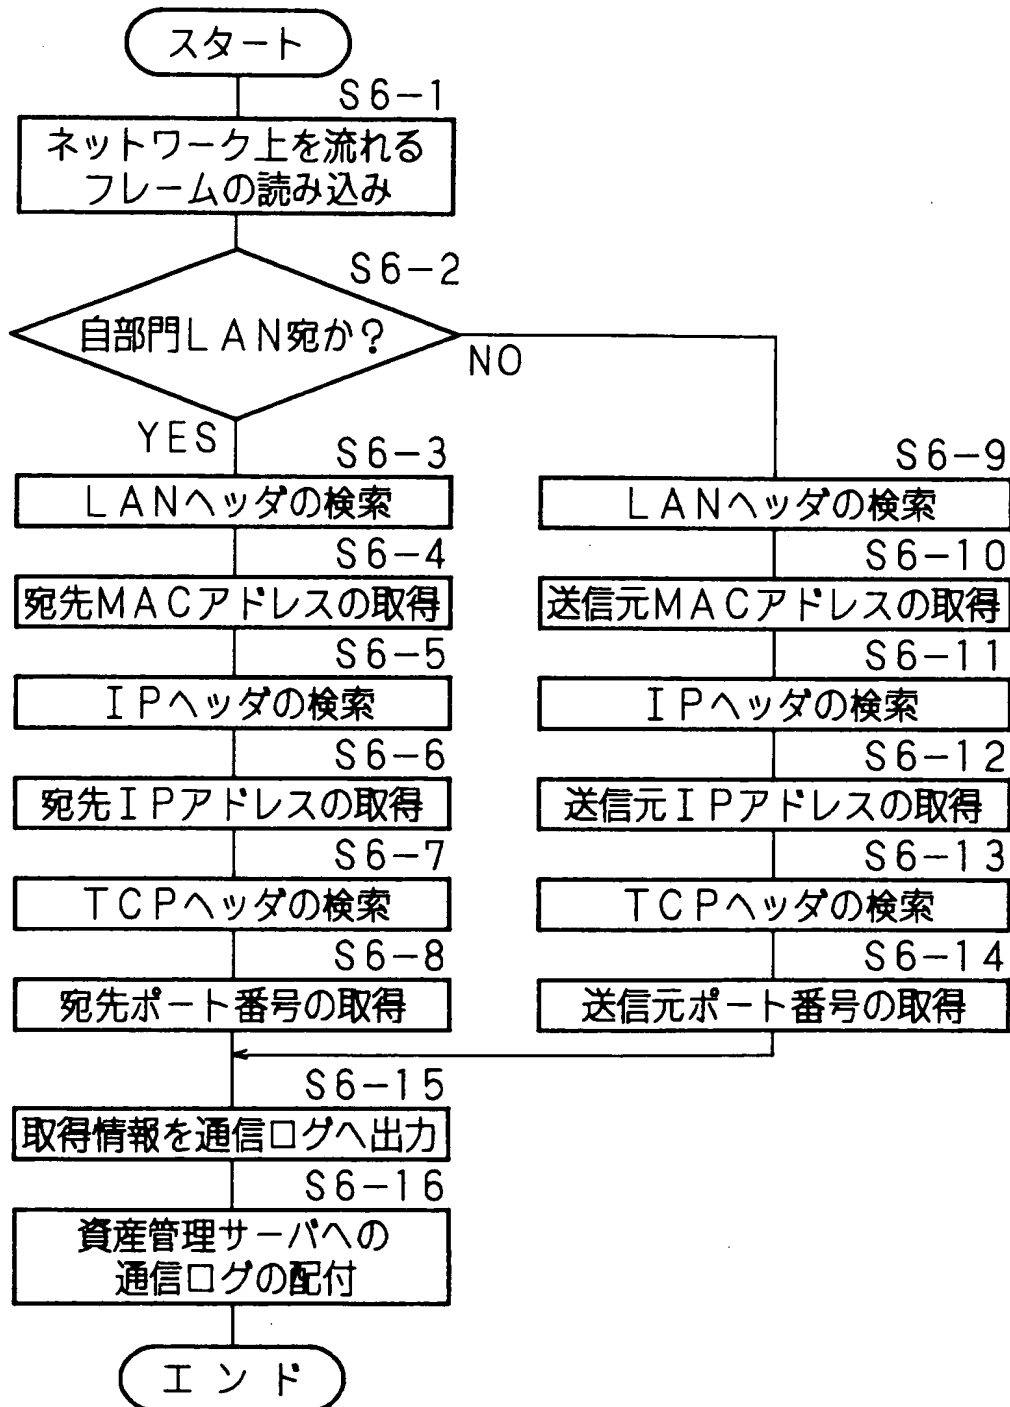 スタート
S6-1
ネットワーク上を流れる
フレームの読み込み
S6-2
自部門LAN宛か?
NO
YES
S6-3
LANヘッダの検索
S6-4
宛先MACアドレスの取得
S6-5
IPヘッダの検索
S6-6
宛先IPアドレスの取得
S6-7
TCPヘッダの検索
S6-8
宛先ポート番号の取得
S6-9
LANヘッダの検索
S6-10
送信元MACアドレスの取得
S6-11
IPヘッダの検索
S6-12
送信元IPアドレスの取得
S6-13
TCPヘッダの検索
S6-14
送信元ポート番号の取得
S6-15
取得情報を通信ログへ出力
S6-16
資産管理サーバへの
通信ログの配付
エンド